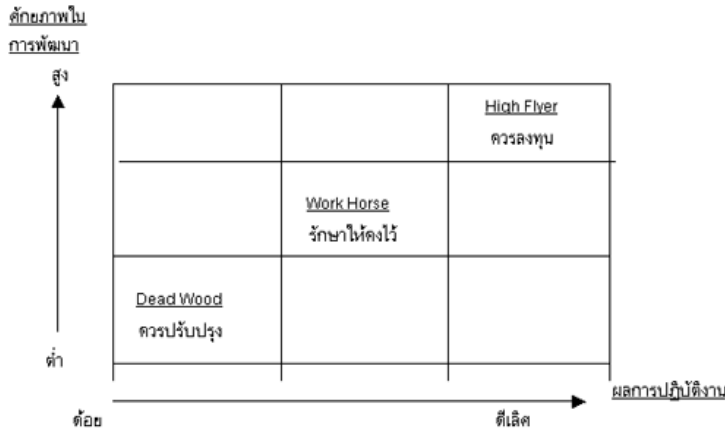 ศักยภาพใน
การพัฒนา
สูง
High Flyer
ควรลงทุน
Work Horse
รักษาให้คงไว้
Dead Wood
ควรปรับปรุง
ต่ำ
ผลการปฏิบัติงาน
ด้อย
ดีเลิศ